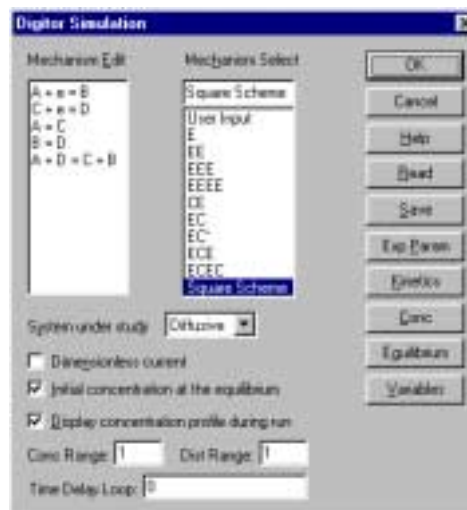 Digitor Simulation
Mechanism Edit
A + e = B
C + e = D
A = C
B = D
A + D = C + B
Mechanism Select
Square Scheme
User Input
E
EE
EEE
EEEE
CE
EC
EC'
ECE
ECEC
Square Scheme
OK
Cancel
Help
Read
Save
Exp Param
Kinetics
Conc
Equilibrium
Variables
System under study Diffusive
Dimensionless current
Initial concentration at the equilibrium
Display concentration profile during run
Conc Range: 1 Dist Range: 1
Time Delay Loop: 0